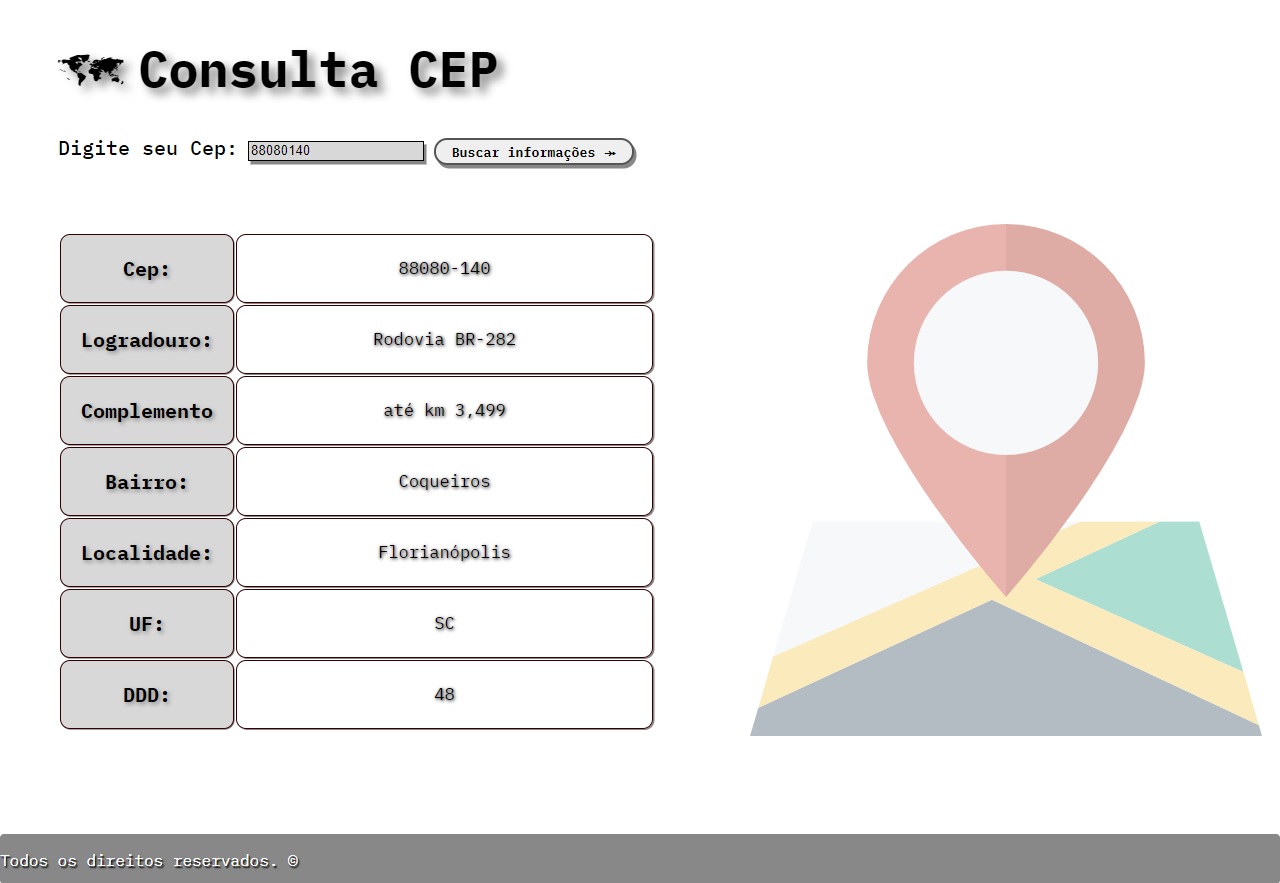 Consulta CEP
Digite seu Cep: 88080140 Buscar informações ↠
Cep: 88080-140
Logradouro: Rodovia BR-282
Complemento até km 3,499
Bairro: Coqueiros
Localidade: Florianópolis
UF: SC
DDD: 48
Todos os direitos reservados. ©